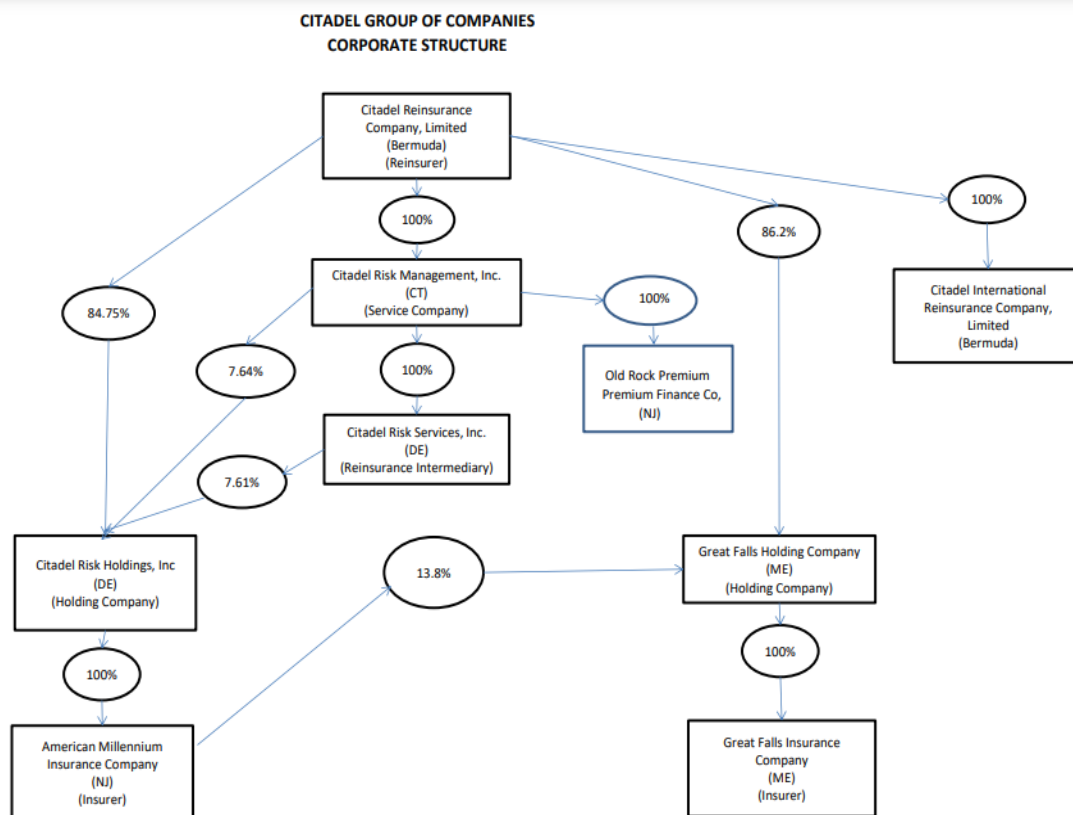 CITADEL GROUP OF COMPANIES
CORPORATE STRUCTURE
Citadel Reinsurance
Company, Limited
(Bermuda)
(Reinsurer)
100%
100%
86.2%
Citadel Risk Management, Inc.
(CT)
(Service Company)
100%
84.75%
Citadel International
Reinsurance Company,
Limited
(Bermuda)
7.64%
100%
Old Rock Premium
Premium Finance Co,
(NJ)
Citadel Risk Services, Inc.
(DE)
(Reinsurance Intermediary)
7.61%
Citadel Risk Holdings, Inc
(DE)
(Holding Company)
13.8%
Great Falls Holding Company
(ME)
(Holding Company)
100%
100%
American Millennium
Insurance Company
(NJ)
(Insurer)
Great Falls Insurance
Company
(ME)
(Insurer)